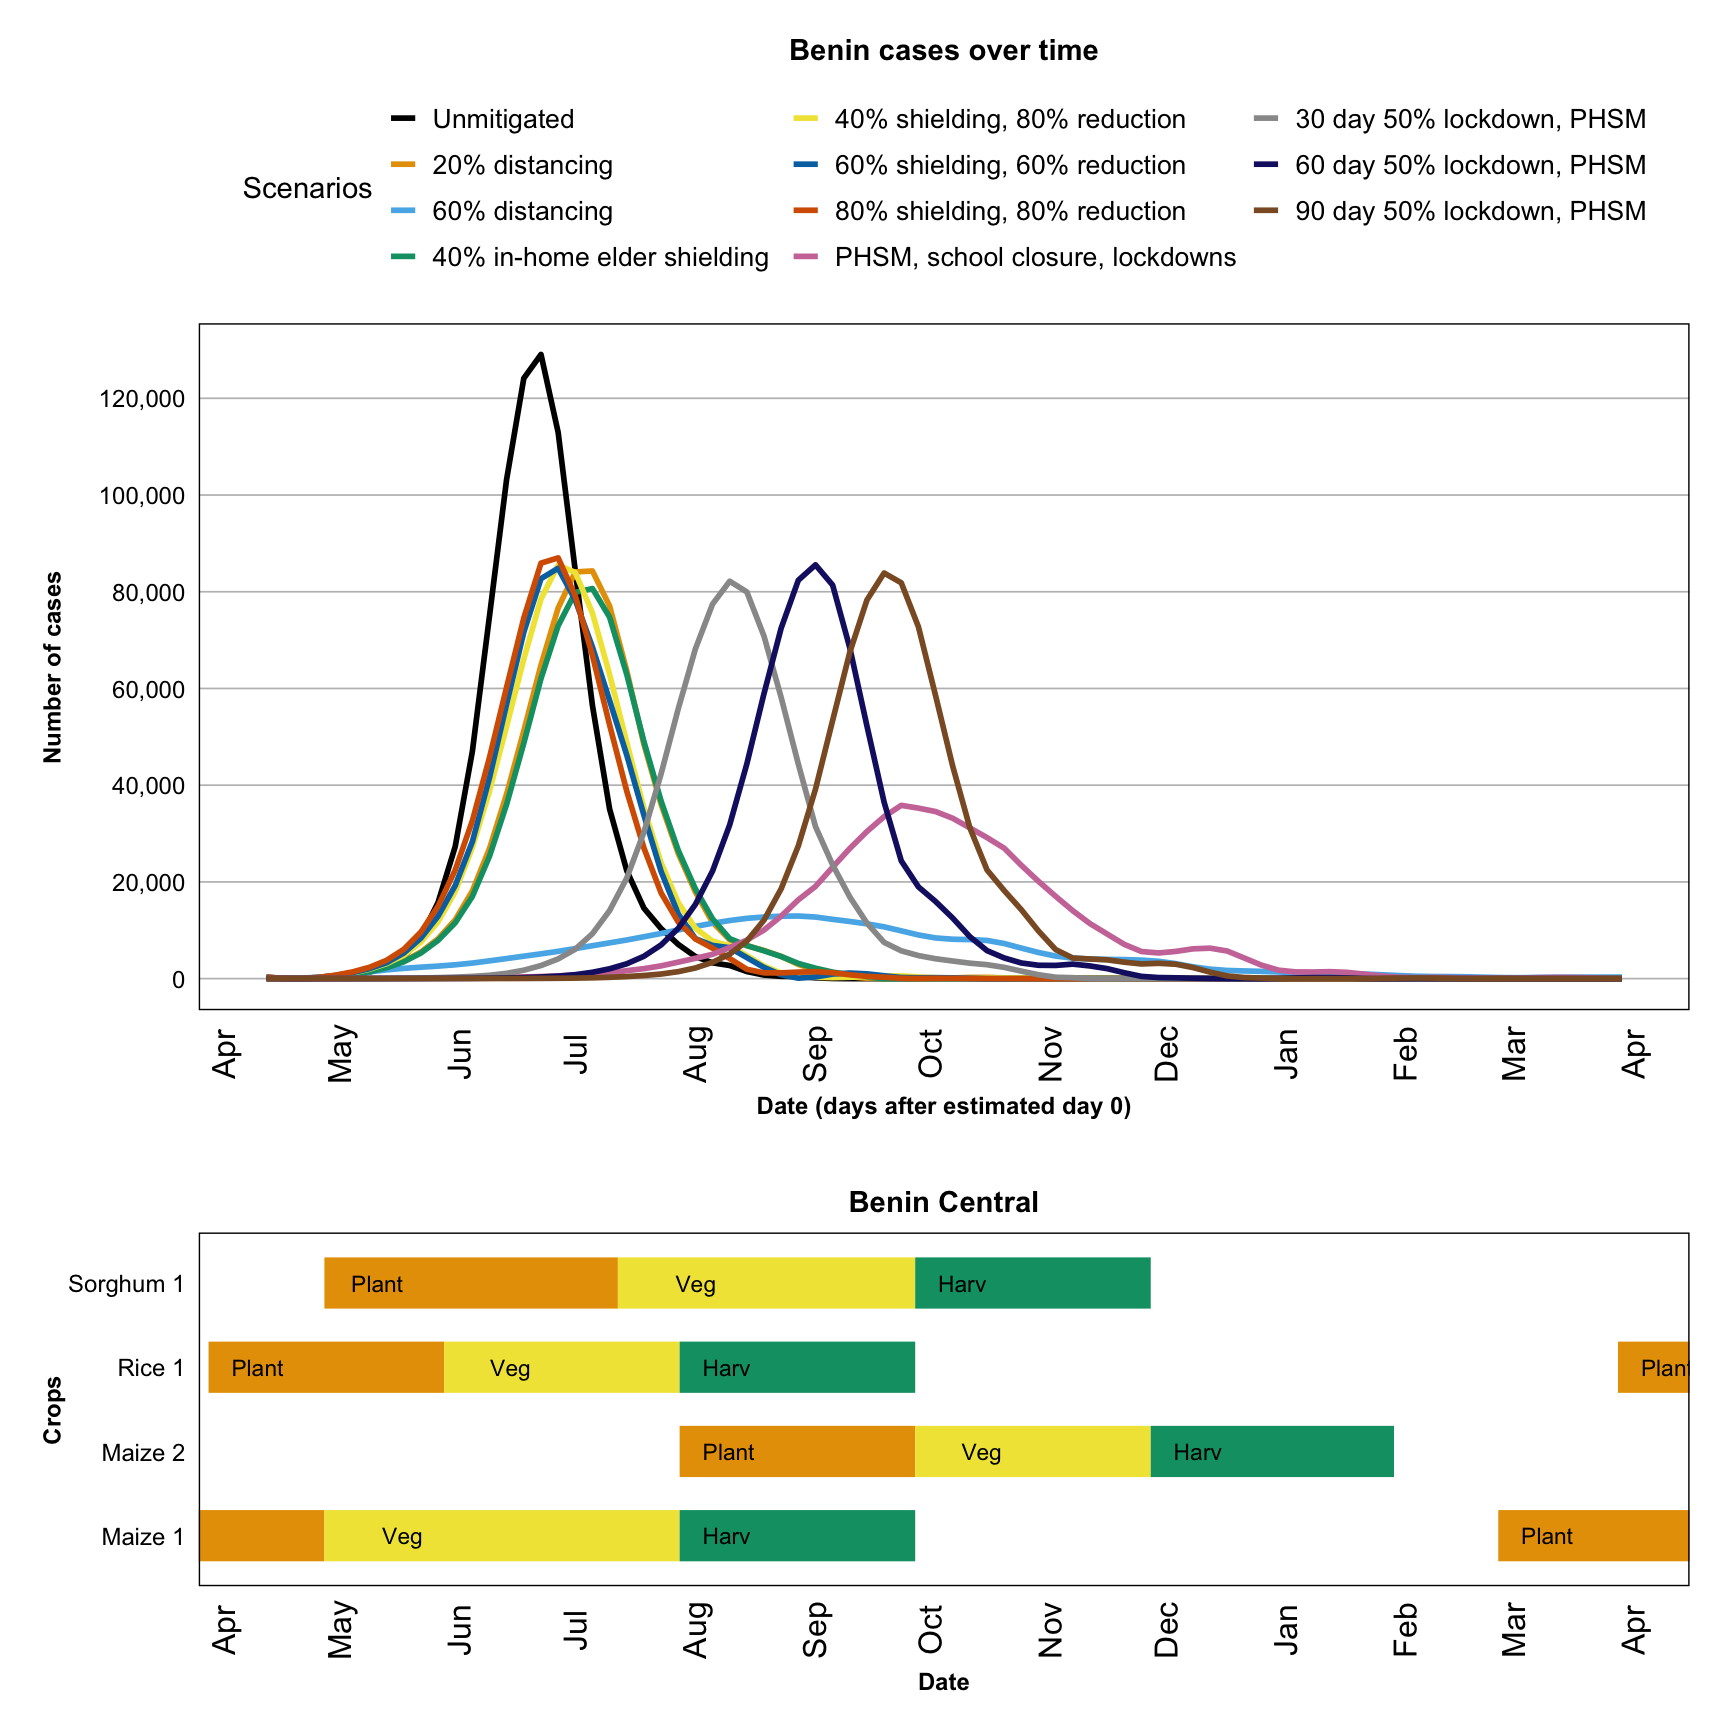 Benin cases over time
Scenarios
Unmitigated
20% distancing
60% distancing
40% in-home elder shielding
40% shielding, 80% reduction
60% shielding, 60% reduction
80% shielding, 80% reduction
PHSM, school closure, lockdowns
30 day 50% lockdown, PHSM
60 day 50% lockdown, PHSM
90 day 50% lockdown, PHSM
Number of cases
120,000
100,000
80,000
60,000
40,000
20,000
0
Apr May Jun Jul Aug Sep Oct Nov Dec Jan Feb Mar Apr
Date (days after estimated day 0)
Benin Central
Crops
Sorghum 1 Plant Veg Harv
Rice 1 Plant Veg Harv Plant
Maize 2 Plant Veg Harv
Maize 1 Veg Harv Plant
Apr May Jun Jul Aug Sep Oct Nov Dec Jan Feb Mar Apr
Date